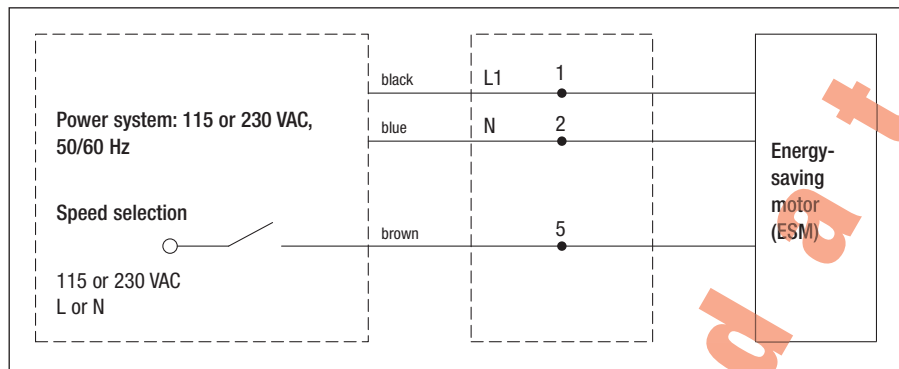 Power system: 115 or 230 VAC,
50/60 Hz
Speed selection
115 or 230 VAC
L or N
black
L1
1
blue
N
2
brown
5
Energy-
saving
motor
(ESM)
d a t